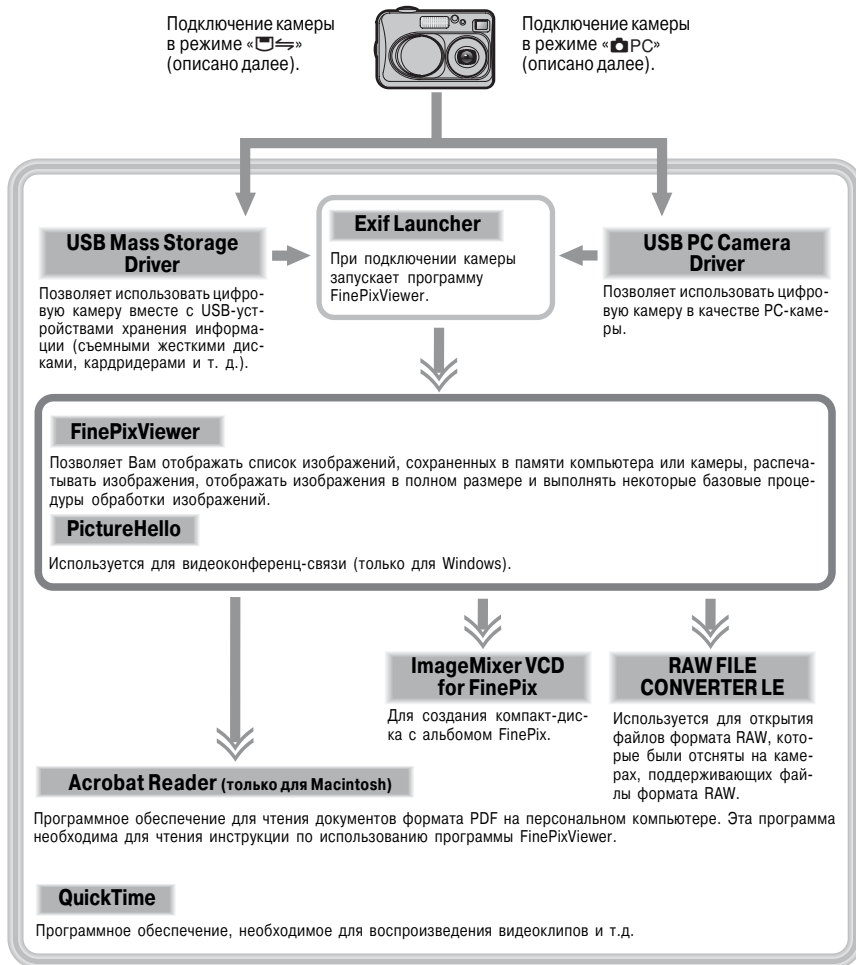 Подключение камеры
в режиме «⇋»
(описано далее).
Подключение камеры
в режиме «PC»
(описано далее).
USB Mass Storage
Driver
Позволяет использовать цифро-
вую камеру вместе с USB-уст-
ройствами хранения информа-
ции (съемными жесткими дис-
ками, кардридерами и т. д.).
Exif Launcher
При подключении камеры
запускает программу
FinePixViewer.
USB PC Camera
Driver
Позволяет использовать цифро-
вую камеру в качестве PC-каме-
ры.
FinePixViewer
Позволяет Вам отображать список изображений, сохраненных в памяти компьютера или камеры, распеча-
тывать изображения, отображать изображения в полном размере и выполнять некоторые базовые проце-
дуры обработки изображений.
PictureHello
Используется для видеоконференц-связи (только для Windows).
ImageMixer VCD
for FinePix
Для создания компакт-дис-
ка с альбомом FinePix.
RAW FILE
CONVERTER LE
Используется для открытия
файлов формата RAW, кото-
рые были отсняты на каме-
рах, поддерживающих фай-
лы формата RAW.
Acrobat Reader (только для Macintosh)
Программное обеспечение для чтения документов формата PDF на персональном компьютере. Эта программа
необходима для чтения инструкции по использованию программы FinePixViewer.
QuickTime
Программное обеспечение, необходимое для воспроизведения видеоклипов и т.д.